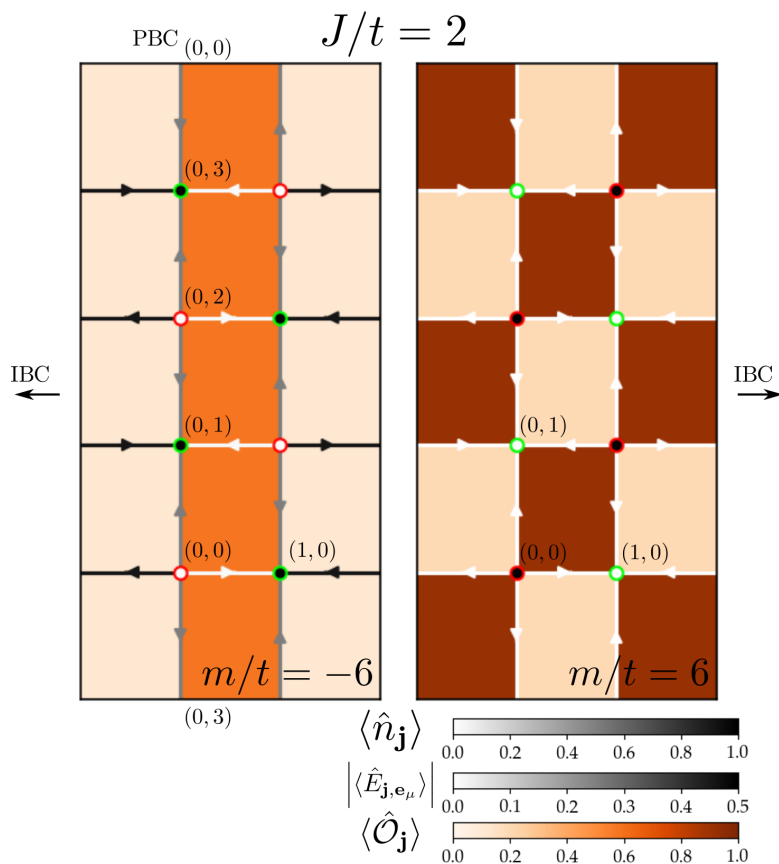 PBC (0, 0) J/t = 2
(0, 3)
(0, 2)
IBC IBC
(0, 1) (0, 1)
(0, 0) (1, 0) (0, 0) (1, 0)
m/t = −6 m/t = 6
(0, 3)
⟨n̂_𝐣⟩
0.0 0.2 0.4 0.6 0.8 1.0
|⟨Ê_{𝐣,𝐞_μ}⟩|
0.0 0.1 0.2 0.3 0.4 0.5
⟨𝒪̂_𝐣⟩
0.0 0.2 0.4 0.6 0.8 1.0